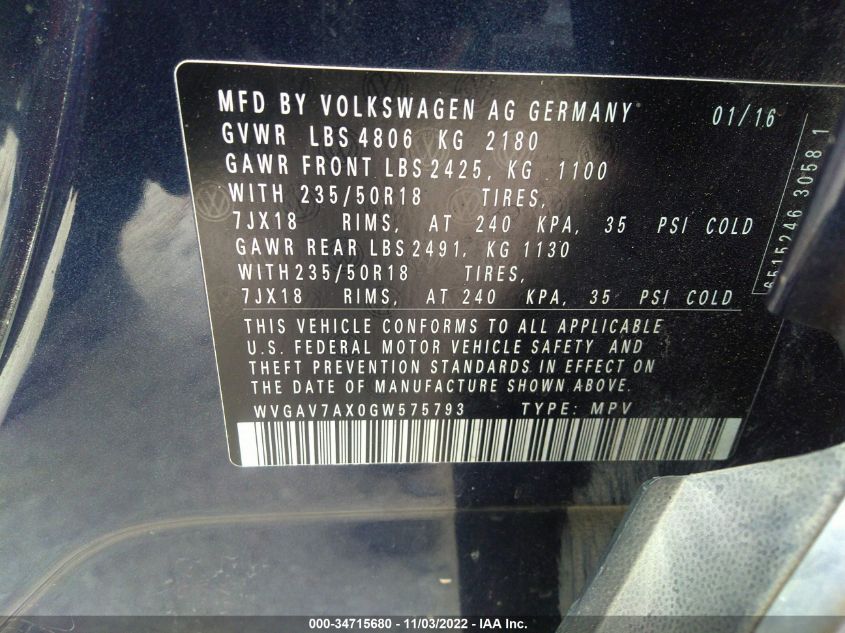 MFD BY VOLKSWAGEN AG GERMANY 01/16
GVWR LBS 4806 KG 2180
GAWR FRONT LBS 2425, KG 1100
WITH 235/50R18 TIRES,
7JX18 RIMS, AT 240 KPA, 35 PSI COLD
GAWR REAR LBS 2491, KG 1130
WITH 235/50R18 TIRES,
7JX18 RIMS, AT 240 KPA, 35 PSI COLD
THIS VEHICLE CONFORMS TO ALL APPLICABLE
U.S. FEDERAL MOTOR VEHICLE SAFETY AND
THEFT PREVENTION STANDARDS IN EFFECT ON
THE DATE OF MANUFACTURE SHOWN ABOVE.
WVGAV7AX0GW575793 TYPE: MPV
000-34715680 - 11/03/2022 - IAA Inc.